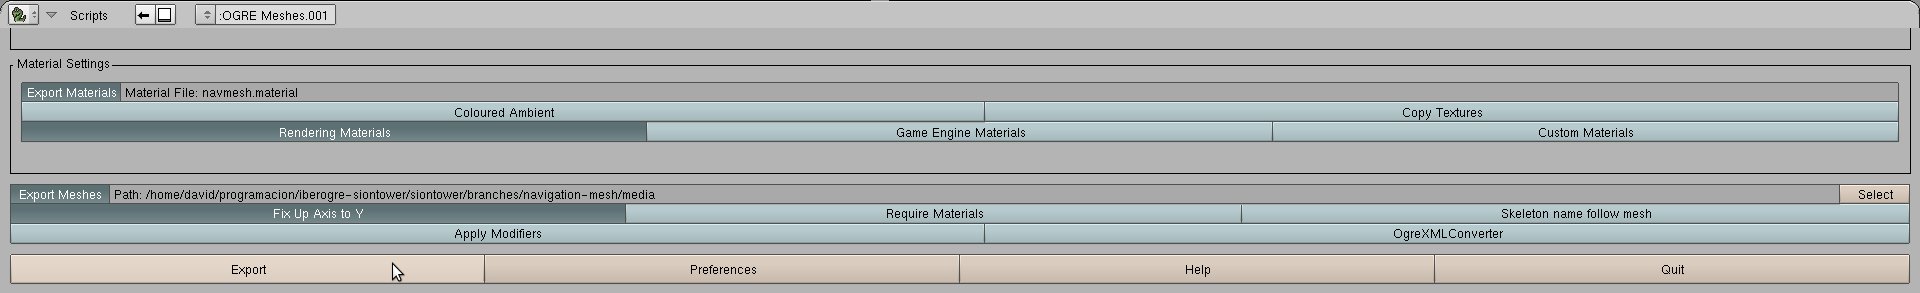 Scripts :OGRE Meshes.001
Material Settings
Export Materials Material File: navmesh.material
Coloured Ambient Copy Textures
Rendering Materials Game Engine Materials Custom Materials
Export Meshes Path: /home/david/programacion/iberogre-siontower/siontower/branches/navigation-mesh/media Select
Fix Up Axis to Y Require Materials Skeleton name follow mesh
Apply Modifiers OgreXMLConverter
Export Preferences Help Quit